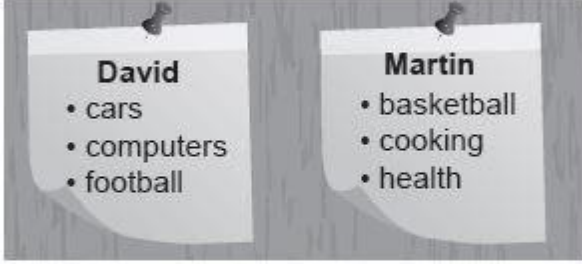 David
• cars
• computers
• football
Martin
• basketball
• cooking
• health